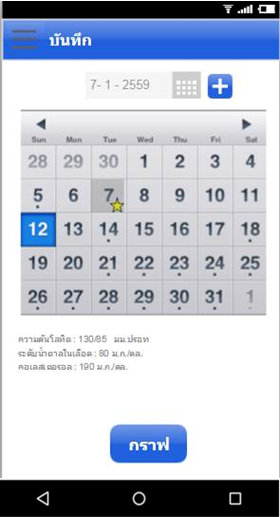 บันทึก
7- 1 - 2559
Sun Mon Tue Wed Thu Fri Sat
28 29 30 1 2 3 4
5 6 7 8 9 10 11
12 13 14 15 16 17 18
19 20 21 22 23 24 25
26 27 28 29 30 31 1
ความดันโลหิต : 130/85 มม.ปรอท
ระดับน้ำตาลในเลือด : 80 ม.ก./ดล.
คอเลสเตอรอล : 190 ม.ก./ดล.
กราฟ